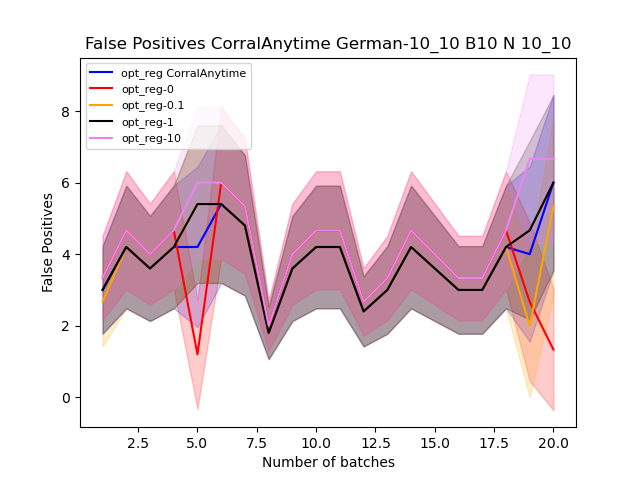 False Positives CorralAnytime German-10_10 B10 N 10_10
opt_reg CorralAnytime
opt_reg-0
opt_reg-0.1
opt_reg-1
opt_reg-10
8
6
4
2
0
False Positives
2.5 5.0 7.5 10.0 12.5 15.0 17.5 20.0
Number of batches